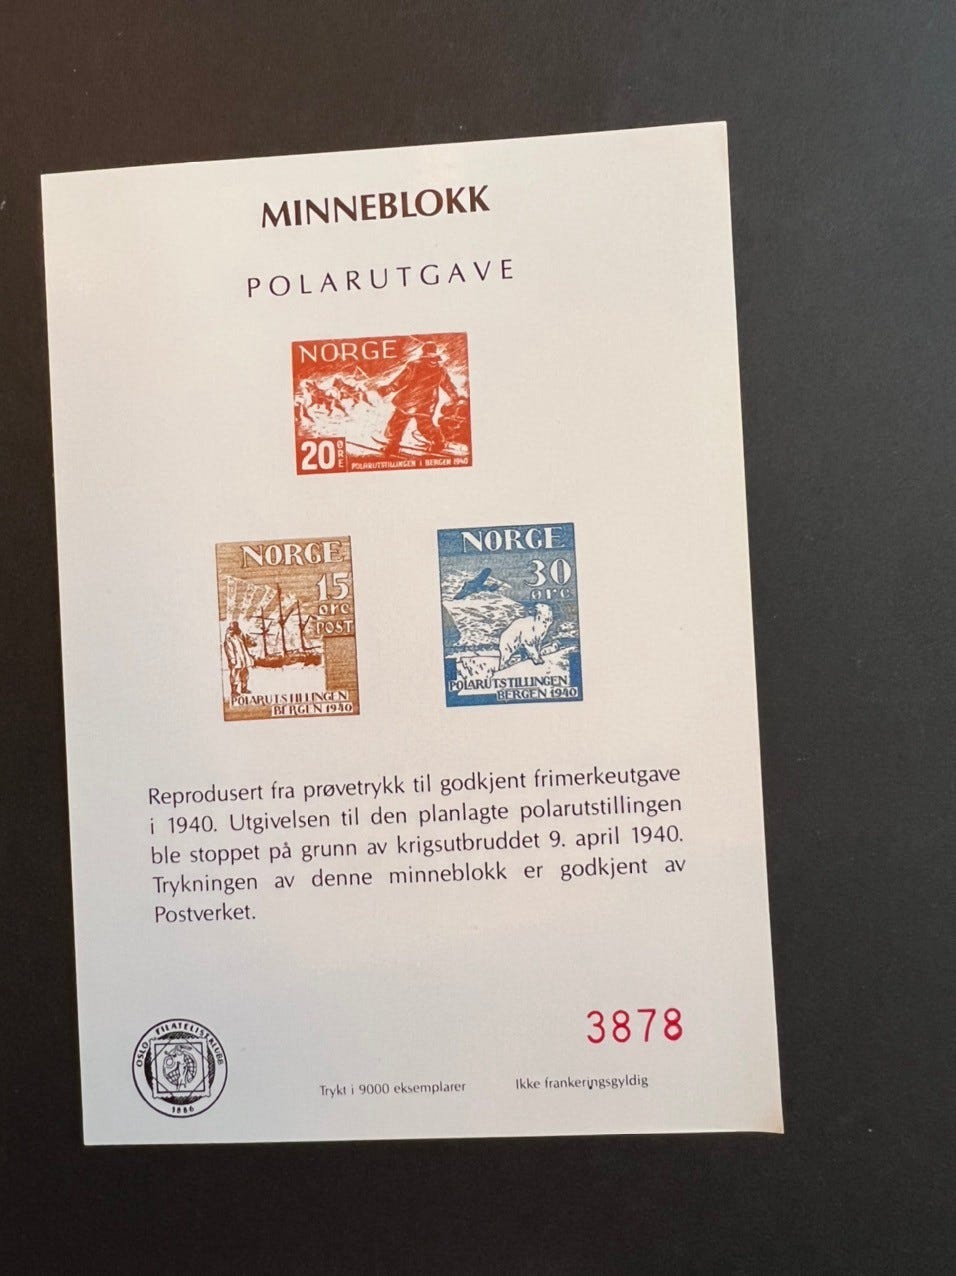 MINNEBLOKK
POLARUTGAVE
NORGE
20 ØRE
POLARUTSTILLINGEN I BERGEN 1940
NORGE
15
øre
POST
POLARUTSTILLINGEN
BERGEN 1940
NORGE
30
øre
POLARUTSTILLINGEN
BERGEN 1940
Reprodusert fra prøvetrykk til godkjent frimerkeutgave
i 1940. Utgivelsen til den planlagte polarutstillingen
ble stoppet på grunn av krigsutbruddet 9. april 1940.
Trykningen av denne minneblokk er godkjent av
Postverket.
3878
OSLO FILATELISTKLUBB
1886
Trykt i 9000 eksemplarer
Ikke frankeringsgyldig